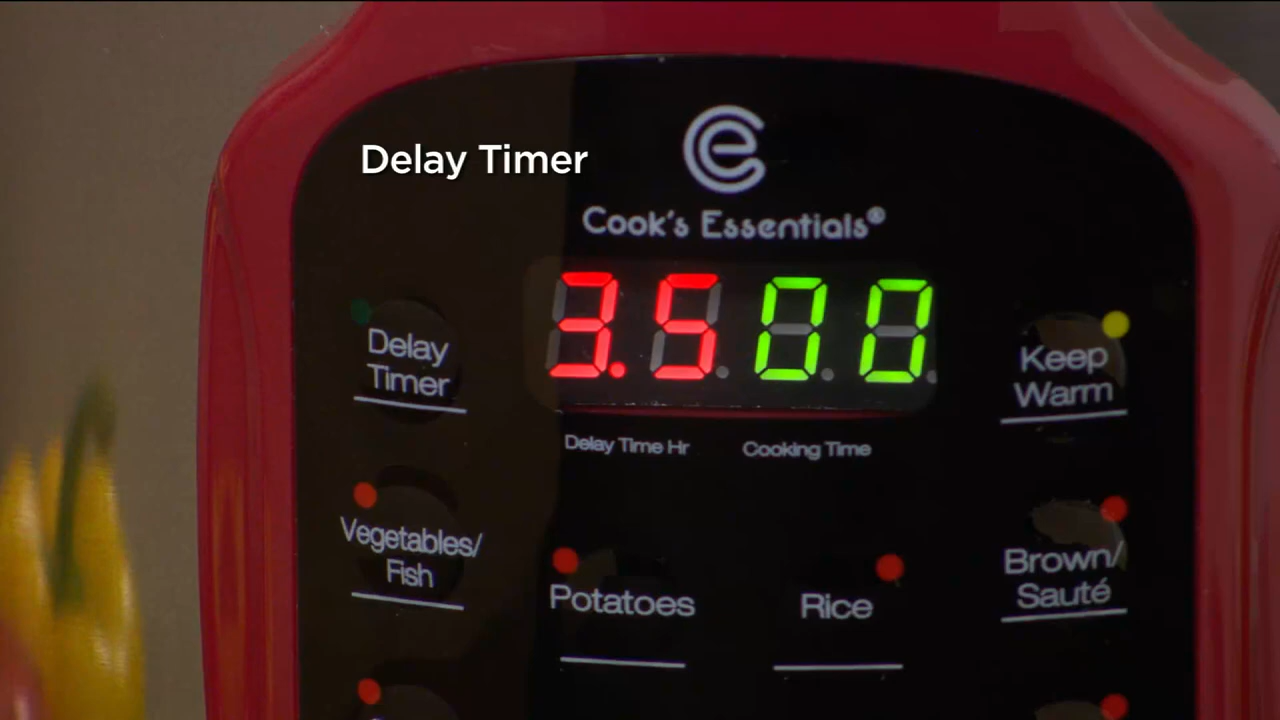 Delay Timer
Cook's Essentials®
3.5 00
Delay Time Hr
Cooking Time
Delay
Timer
Keep
Warm
Vegetables/
Fish
Potatoes
Rice
Brown/
Sauté